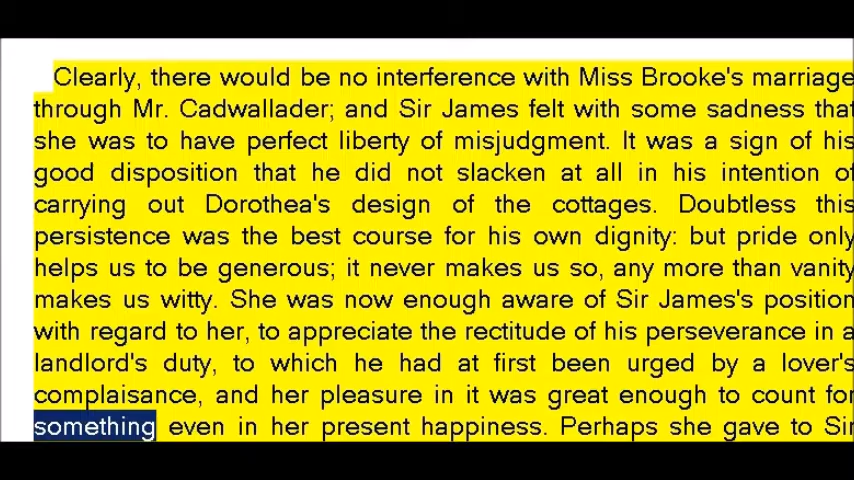 Clearly, there would be no interference with Miss Brooke's marriage
through Mr. Cadwallader; and Sir James felt with some sadness that
she was to have perfect liberty of misjudgment. It was a sign of his
good disposition that he did not slacken at all in his intention of
carrying out Dorothea's design of the cottages. Doubtless this
persistence was the best course for his own dignity: but pride only
helps us to be generous; it never makes us so, any more than vanity
makes us witty. She was now enough aware of Sir James's position
with regard to her, to appreciate the rectitude of his perseverance in a
landlord's duty, to which he had at first been urged by a lover's
complaisance, and her pleasure in it was great enough to count for
something even in her present happiness. Perhaps she gave to Sir